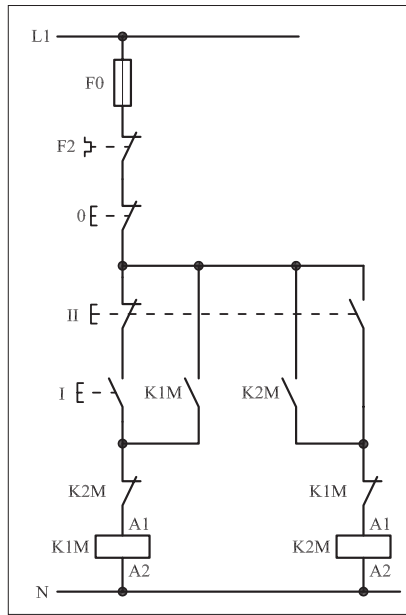 L1
F0
F2
0
II
I K1M K2M
K2M K1M
A1 A1
K1M K2M
A2 A2
N